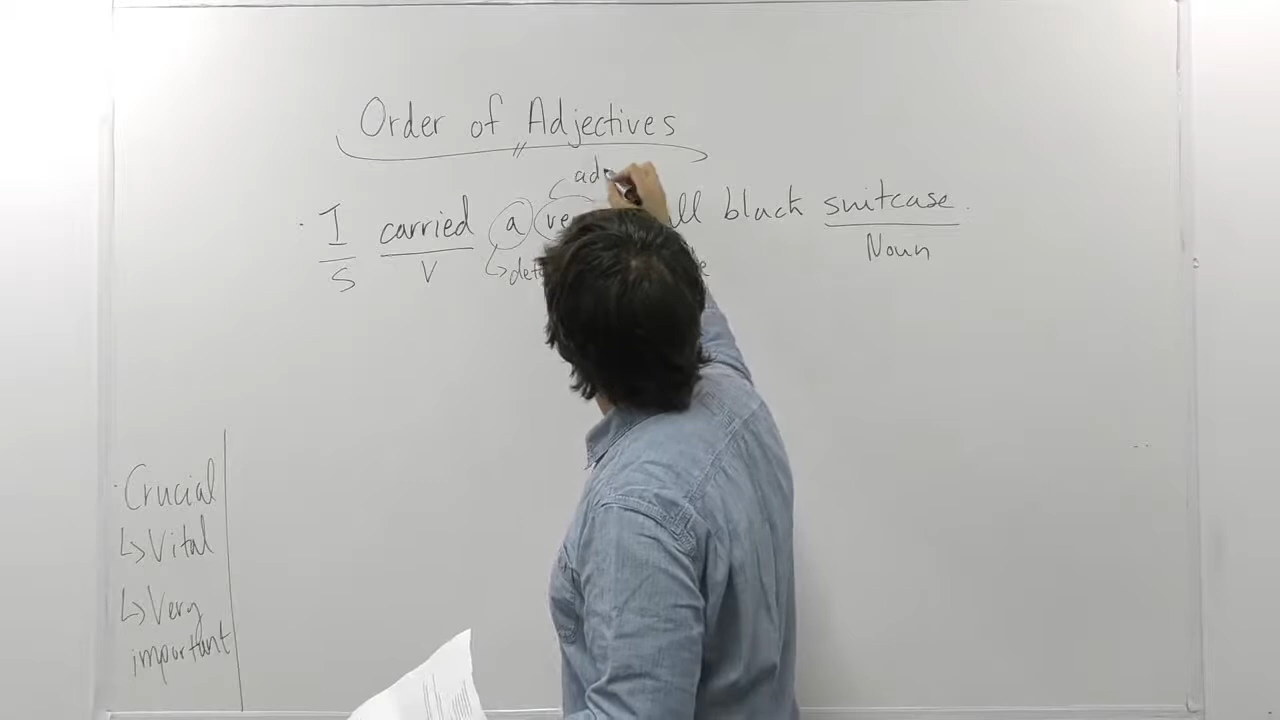 Order of Adjectives
I carried a black suitcase.
S V Noun
Crucial
↳ Vital
↳ Very
important